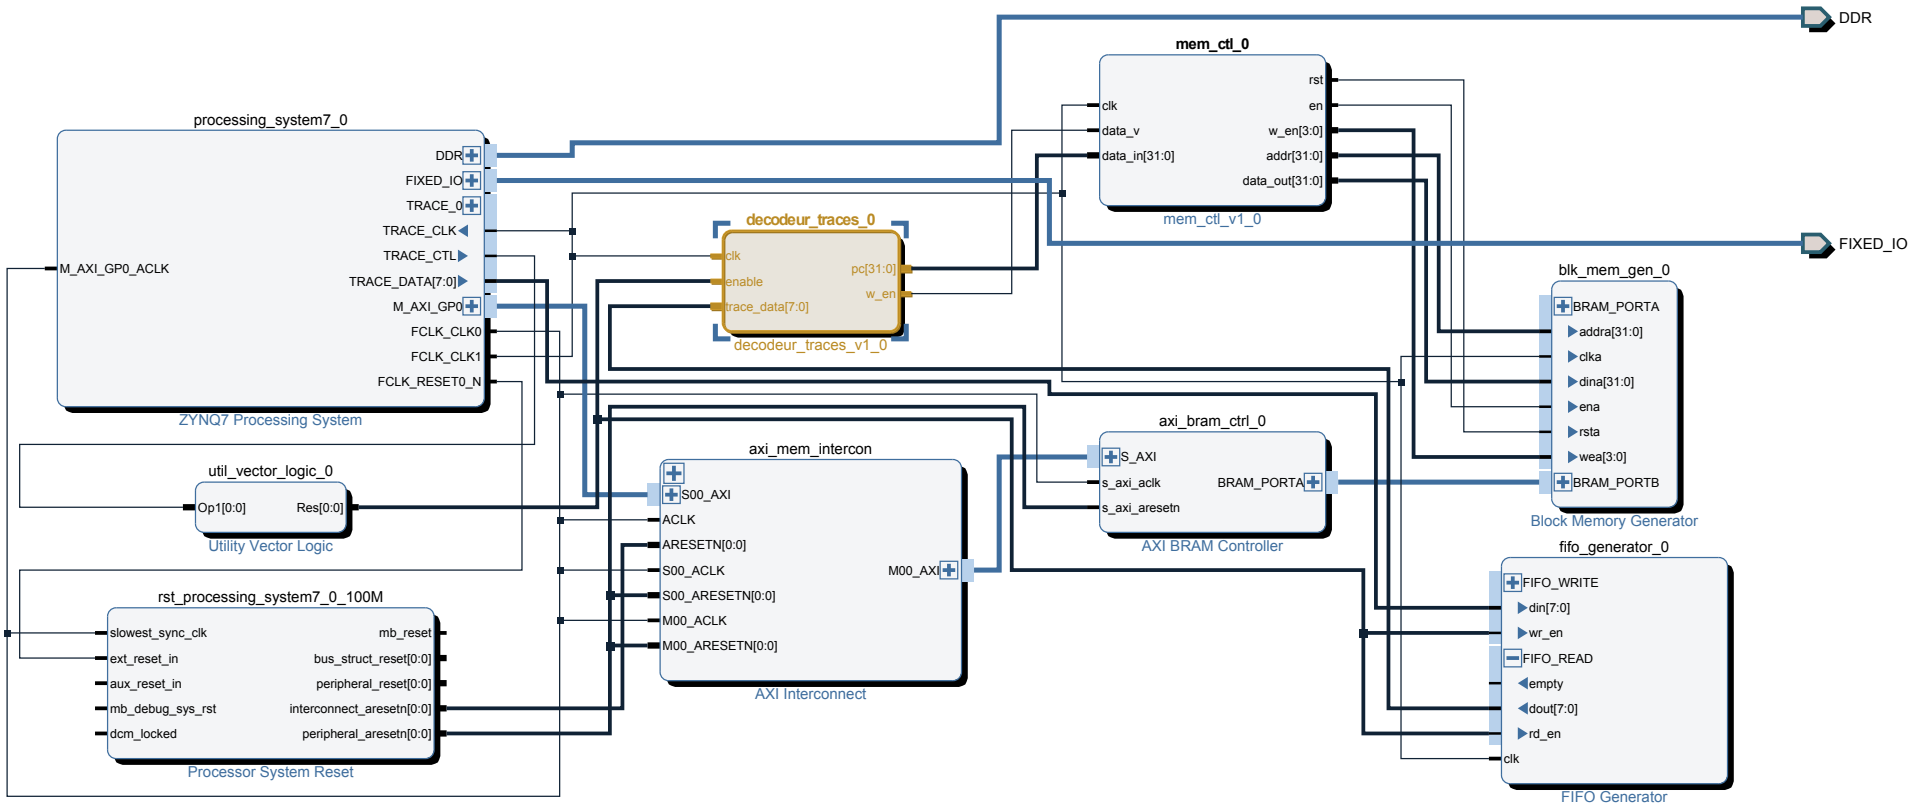 DDR
mem_ctl_0
rst
clk
en
data_v
w_en[3:0]
data_in[31:0]
addr[31:0]
data_out[31:0]
mem_ctl_v1_0
processing_system7_0
DDR
FIXED_IO
TRACE_0
TRACE_CLK
TRACE_CTL
M_AXI_GP0_ACLK
TRACE_DATA[7:0]
M_AXI_GP0
FCLK_CLK0
FCLK_CLK1
FCLK_RESET0_N
ZYNQ7 Processing System
decodeur_traces_0
clk
pc[31:0]
enable
w_en
trace_data[7:0]
decodeur_traces_v1_0
FIXED_IO
blk_mem_gen_0
BRAM_PORTA
addra[31:0]
clka
dina[31:0]
ena
rsta
wea[3:0]
BRAM_PORTB
Block Memory Generator
axi_bram_ctrl_0
S_AXI
s_axi_aclk
BRAM_PORTA
s_axi_aresetn
AXI BRAM Controller
util_vector_logic_0
Op1[0:0]
Res[0:0]
Utility Vector Logic
axi_mem_intercon
S00_AXI
ACLK
ARESETN[0:0]
S00_ACLK
M00_AXI
S00_ARESETN[0:0]
M00_ACLK
M00_ARESETN[0:0]
AXI Interconnect
fifo_generator_0
FIFO_WRITE
din[7:0]
wr_en
FIFO_READ
empty
dout[7:0]
rd_en
clk
FIFO Generator
rst_processing_system7_0_100M
slowest_sync_clk
mb_reset
ext_reset_in
bus_struct_reset[0:0]
aux_reset_in
peripheral_reset[0:0]
mb_debug_sys_rst
interconnect_aresetn[0:0]
dcm_locked
peripheral_aresetn[0:0]
Processor System Reset